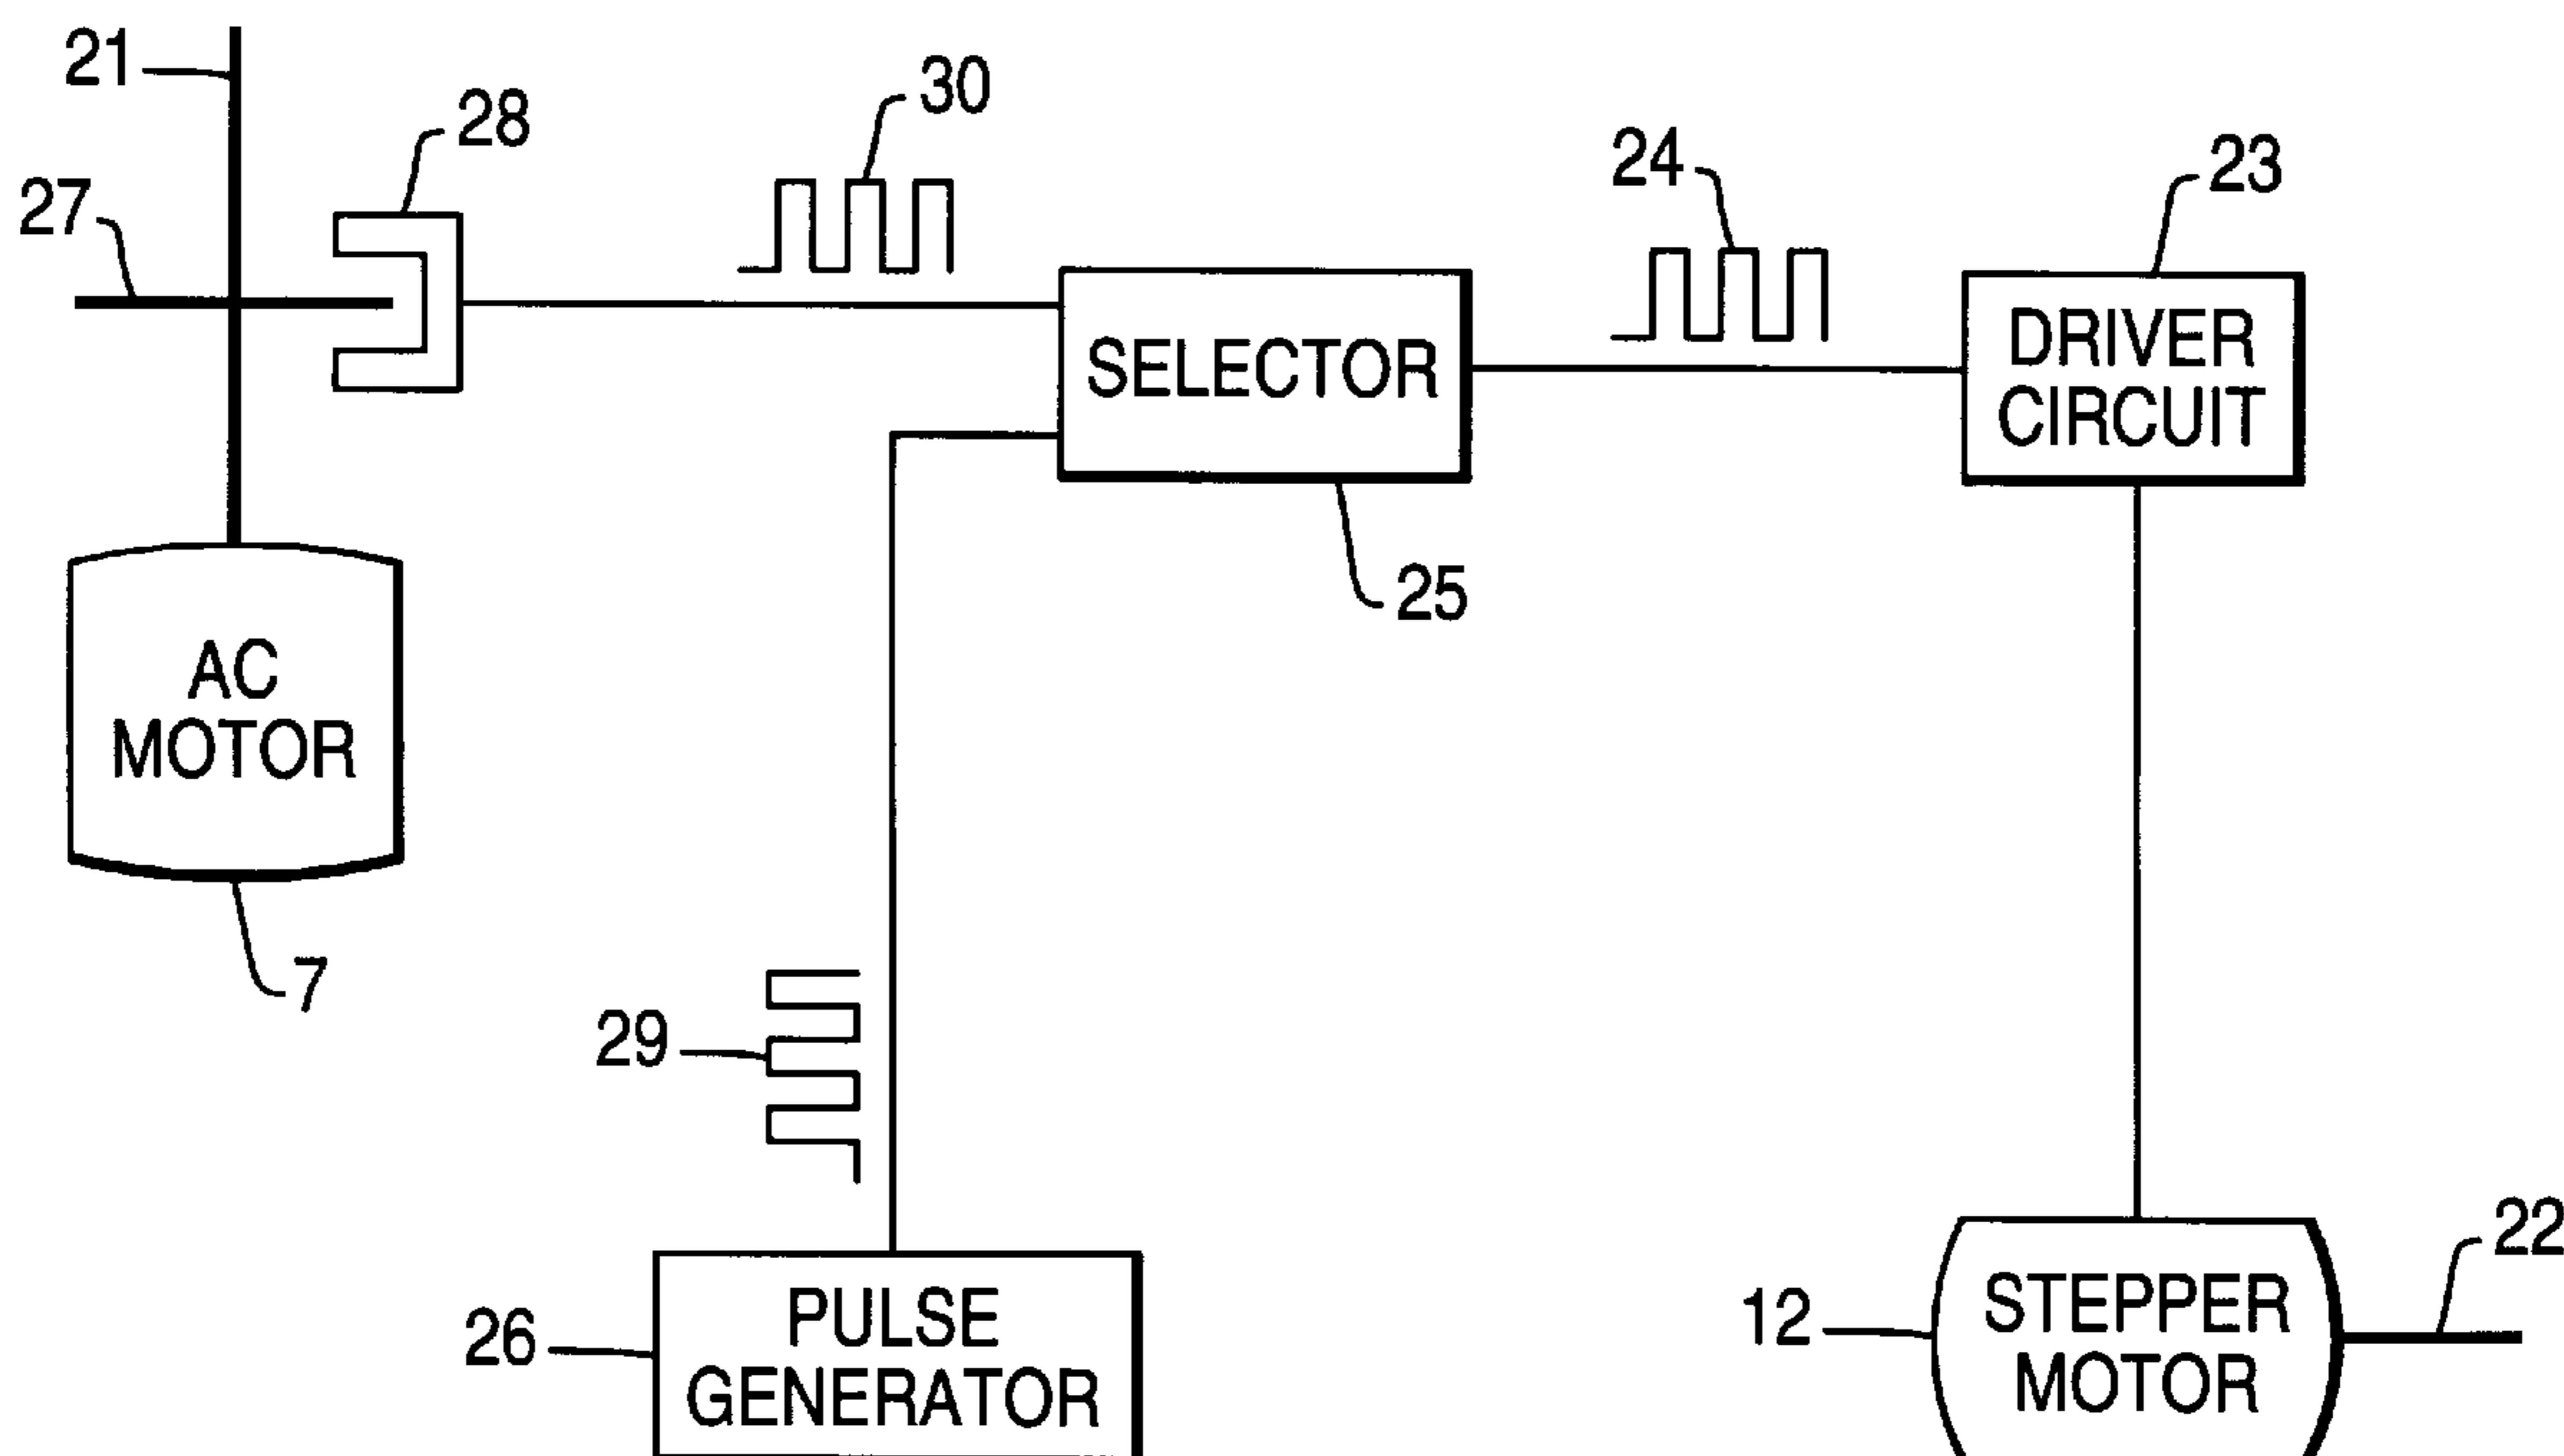 21
28
30
24
23
27
SELECTOR
DRIVER
CIRCUIT
25
AC
MOTOR
7
29
26
PULSE
GENERATOR
12
STEPPER
MOTOR
22